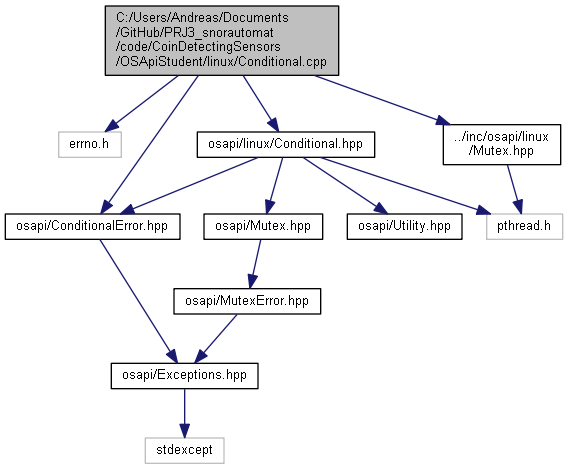 C:/Users/Andreas/Documents
/GitHub/PRJ3_snorautomat
/code/CoinDetectingSensors
/OSApiStudent/linux/Conditional.cpp
errno.h
osapi/linux/Conditional.hpp
../inc/osapi/linux
/Mutex.hpp
osapi/ConditionalError.hpp
osapi/Mutex.hpp
osapi/Utility.hpp
pthread.h
osapi/MutexError.hpp
osapi/Exceptions.hpp
stdexcept